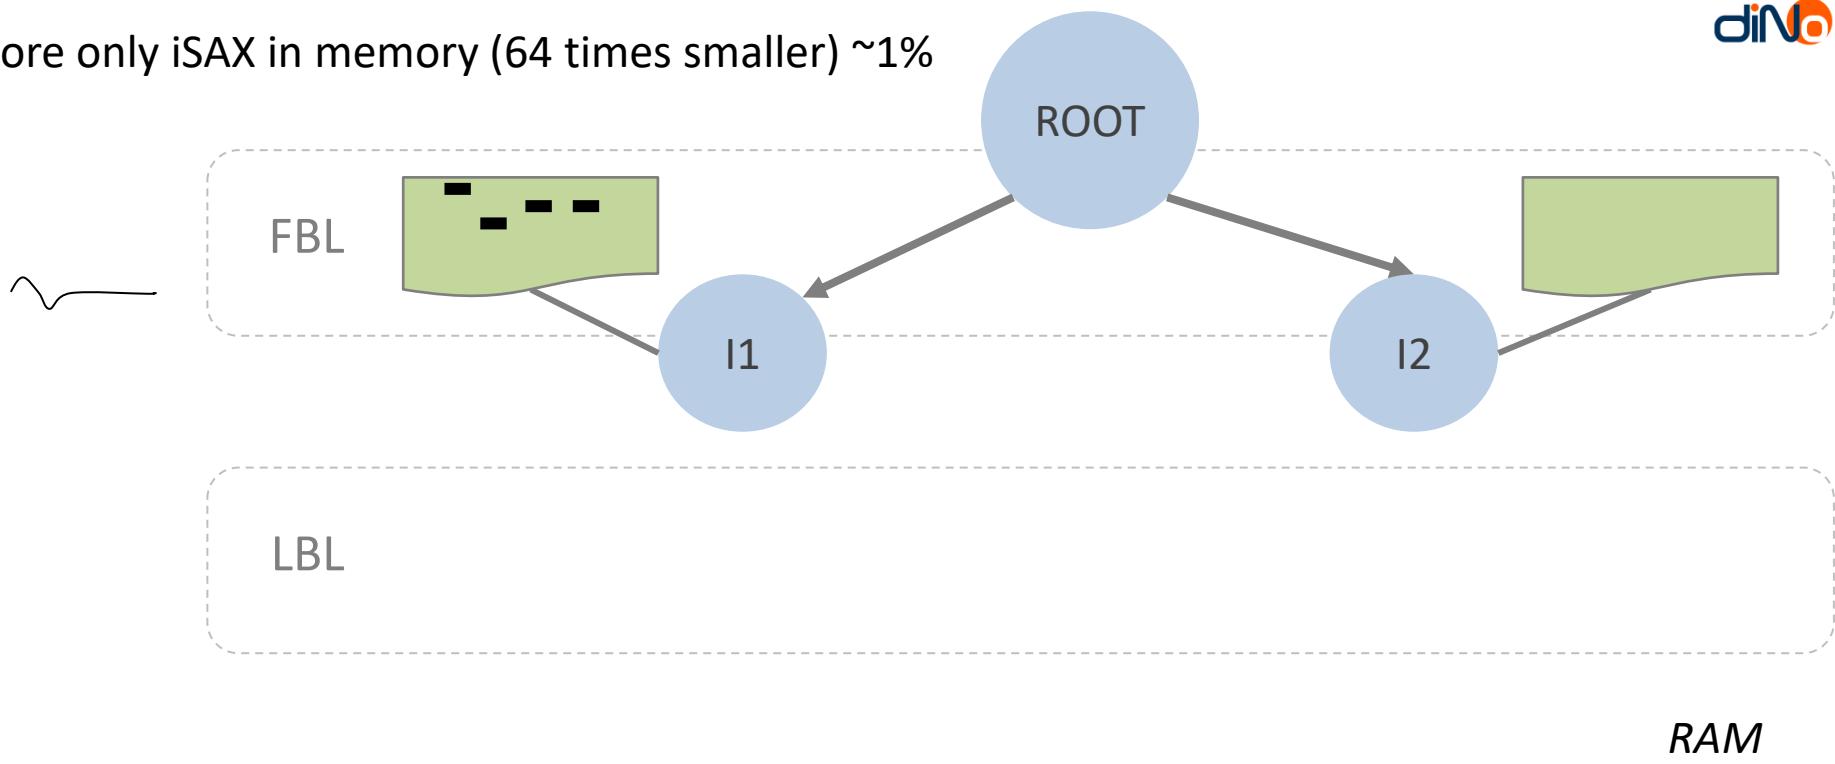 diNo
ore only iSAX in memory (64 times smaller) ~1%
ROOT
FBL
I1
I2
LBL
RAM